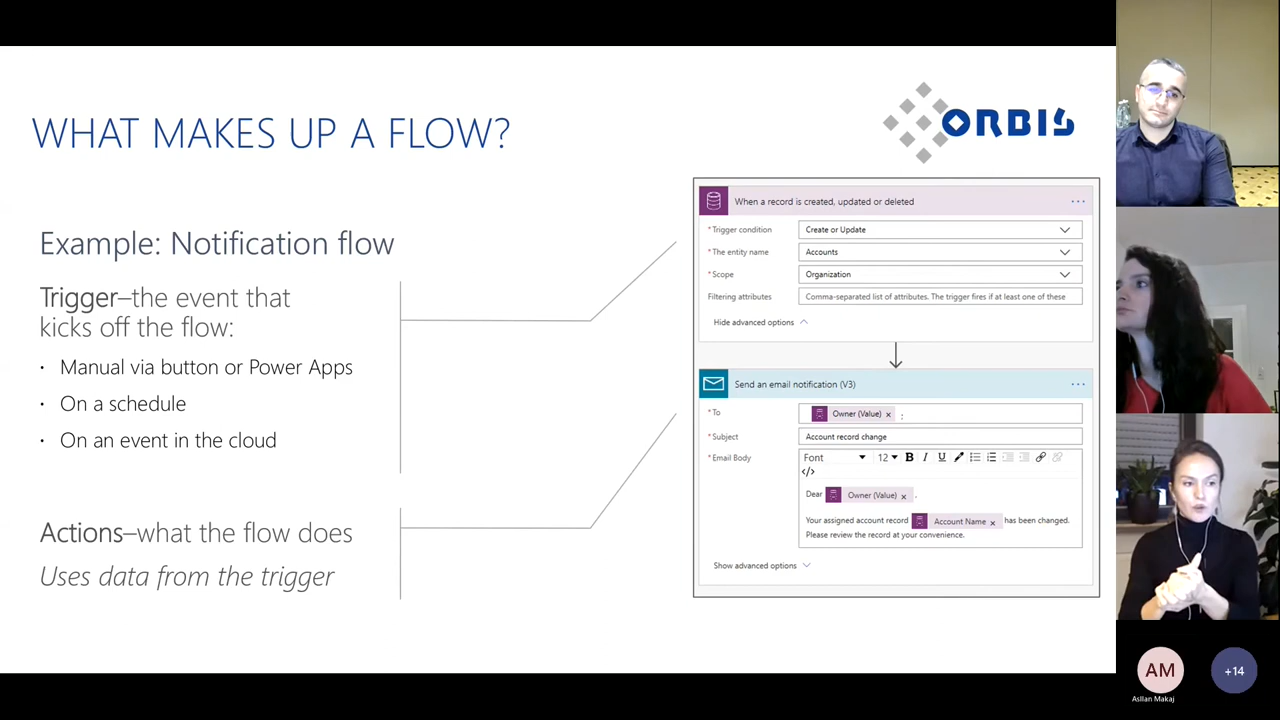 WHAT MAKES UP A FLOW?
ORBIS
Example: Notification flow
Trigger–the event that
kicks off the flow:
· Manual via button or Power Apps
· On a schedule
· On an event in the cloud
Actions–what the flow does
Uses data from the trigger
When a record is created, updated or deleted
* Trigger condition
Create or Update
* The entity name
Accounts
* Scope
Organization
Filtering attributes
Comma-separated list of attributes. The trigger fires if at least one of these
Hide advanced options
Send an email notification (V3)
* To
Owner (Value) x ;
* Subject
Account record change
* Email Body
Font 12 B I U
</>
Dear Owner (Value) x .
Your assigned account record Account Name x has been changed.
Please review the record at your convenience.
Show advanced options
AM
Asllan Makaj
+14